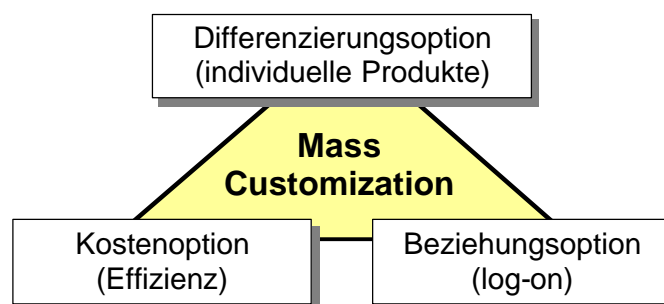 Differenzierungsoption
(individuelle Produkte)
Mass
Customization
Kostenoption
(Effizienz)
Beziehungsoption
(log-on)